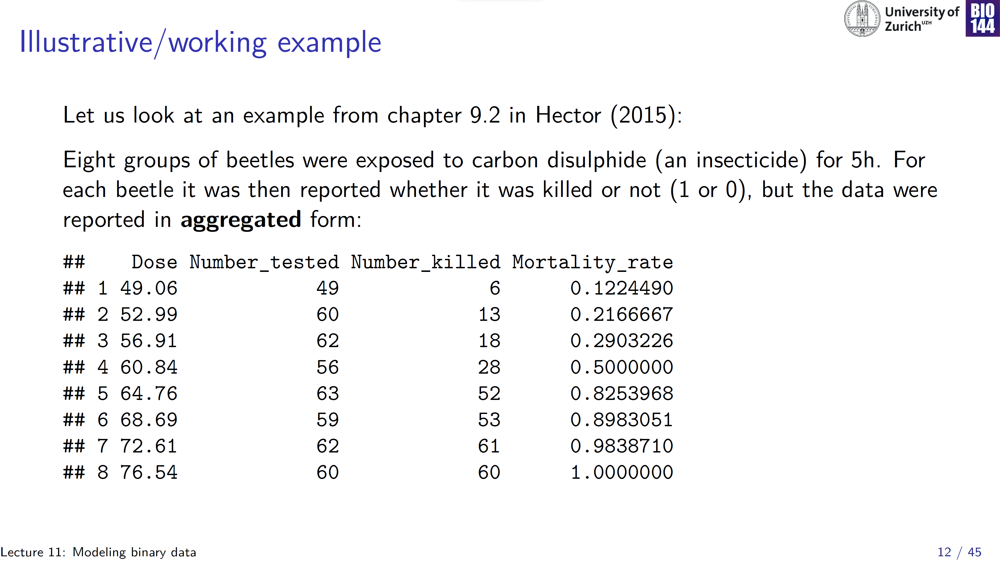 University of
Zurich UZH
BIO
144
Illustrative/working example
Let us look at an example from chapter 9.2 in Hector (2015):
Eight groups of beetles were exposed to carbon disulphide (an insecticide) for 5h. For
each beetle it was then reported whether it was killed or not (1 or 0), but the data were
reported in aggregated form:
## Dose Number_tested Number_killed Mortality_rate
## 1 49.06 49 6 0.1224490
## 2 52.99 60 13 0.2166667
## 3 56.91 62 18 0.2903226
## 4 60.84 56 28 0.5000000
## 5 64.76 63 52 0.8253968
## 6 68.69 59 53 0.8983051
## 7 72.61 62 61 0.9838710
## 8 76.54 60 60 1.0000000
Lecture 11: Modeling binary data
12 / 45